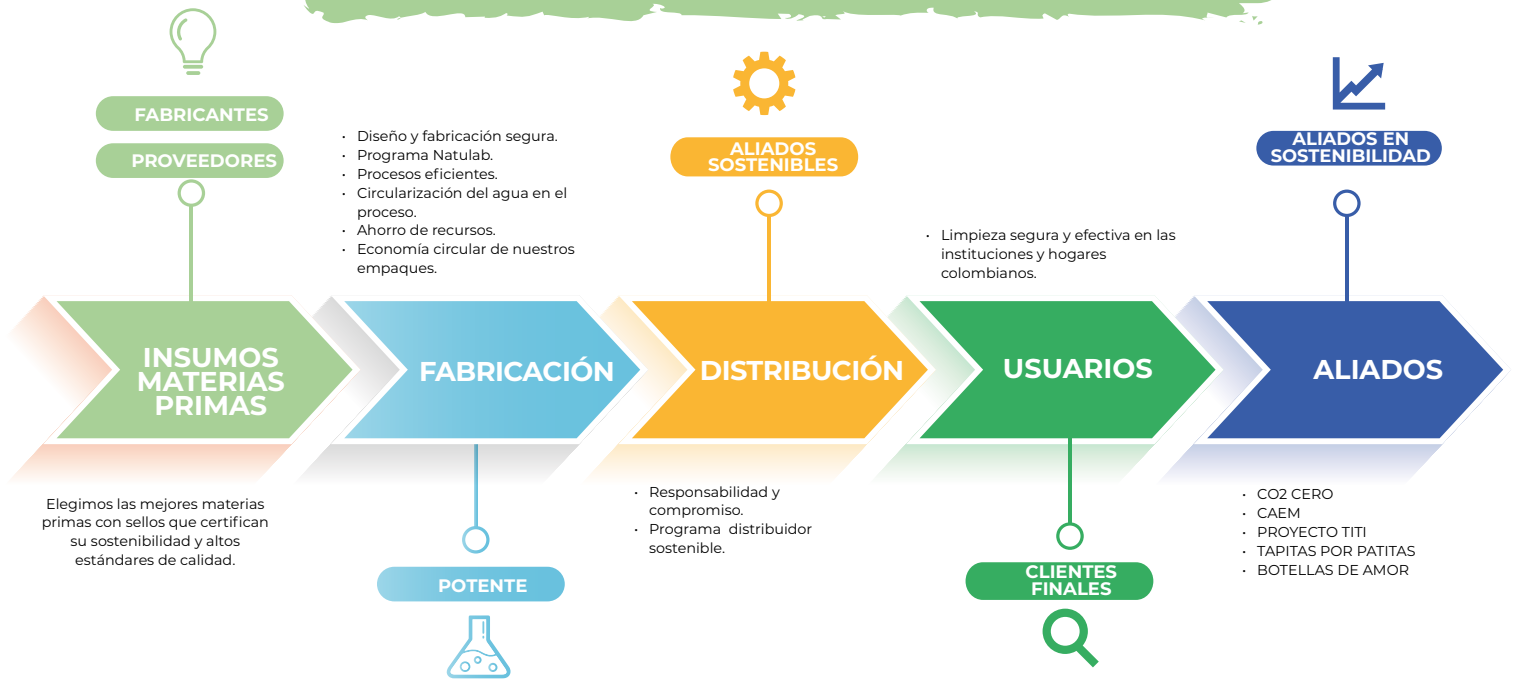 FABRICANTES
PROVEEDORES
INSUMOS
MATERIAS
PRIMAS
Elegimos las mejores materias
primas con sellos que certifican
su sostenibilidad y altos
estándares de calidad.
• Diseño y fabricación segura.
• Programa Natulab.
• Procesos eficientes.
• Circularización del agua en el
proceso.
• Ahorro de recursos.
• Economía circular de nuestros
empaques.
FABRICACIÓN
POTENTE
ALIADOS
SOSTENIBLES
DISTRIBUCIÓN
• Responsabilidad y
compromiso.
• Programa distribuidor
sostenible.
• Limpieza segura y efectiva en las
instituciones y hogares
colombianos.
USUARIOS
CLIENTES
FINALES
ALIADOS EN
SOSTENIBILIDAD
ALIADOS
• CO2 CERO
• CAEM
• PROYECTO TITI
• TAPITAS POR PATITAS
• BOTELLAS DE AMOR